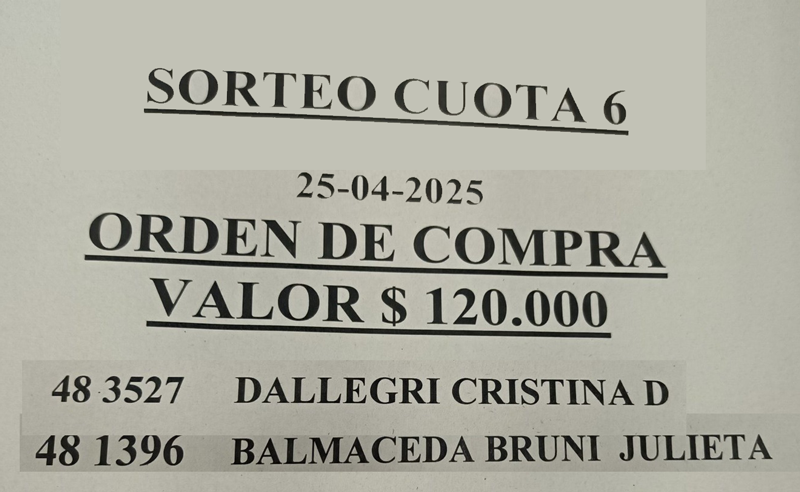 SORTEO CUOTA 6
25-04-2025
ORDEN DE COMPRA
VALOR $ 120.000
48 3527 DALLEGRI CRISTINA D
48 1396 BALMACEDA BRUNI JULIETA